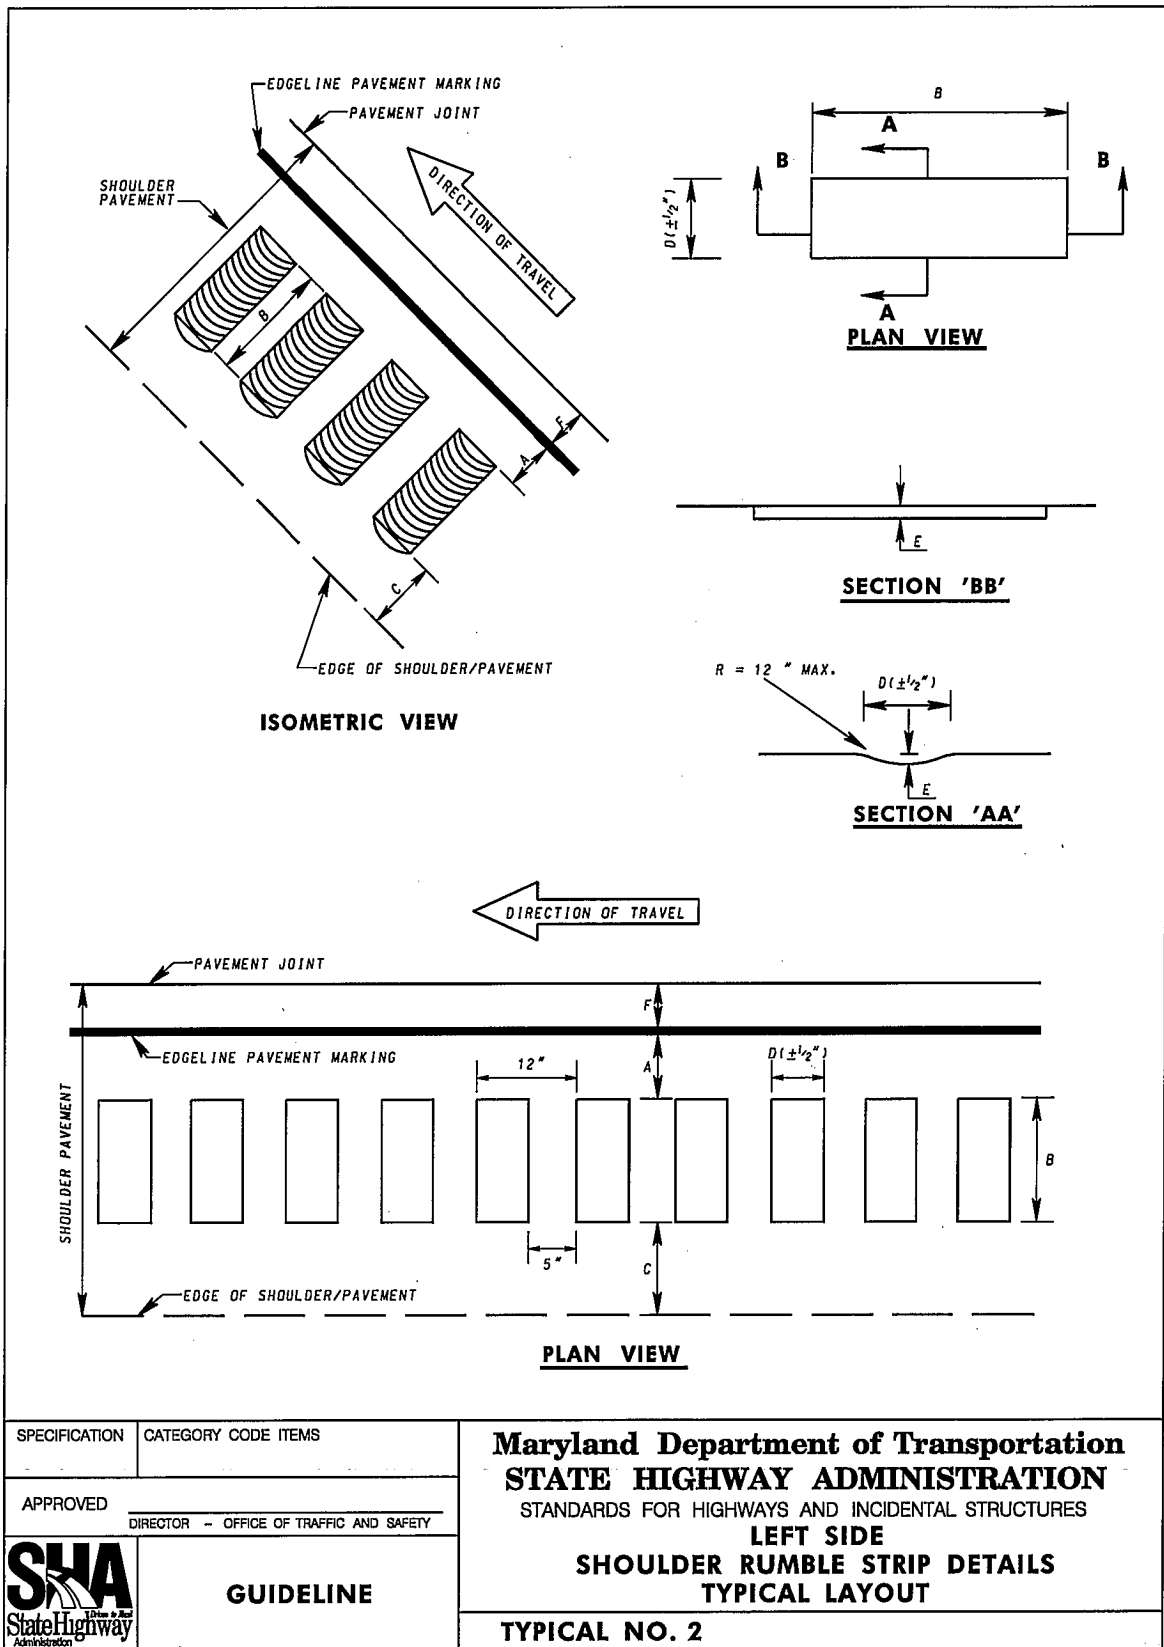 EDGELINE PAVEMENT MARKING
PAVEMENT JOINT
SHOULDER
PAVEMENT
DIRECTION OF TRAVEL
B
F
A
C
EDGE OF SHOULDER/PAVEMENT
ISOMETRIC VIEW
B
A
B
B
D(±1/2")
A
PLAN VIEW
E
SECTION 'BB'
R = 12 " MAX.
D(±1/2")
E
SECTION 'AA'
DIRECTION OF TRAVEL
PAVEMENT JOINT
F
EDGELINE PAVEMENT MARKING
12"
A
D(±1/2")
SHOULDER PAVEMENT
B
5"
C
EDGE OF SHOULDER/PAVEMENT
PLAN VIEW
SPECIFICATION
CATEGORY CODE ITEMS
APPROVED
DIRECTOR - OFFICE OF TRAFFIC AND SAFETY
SHA
Driven to Excel
StateHighway
Administration
GUIDELINE
Maryland Department of Transportation
STATE HIGHWAY ADMINISTRATION
STANDARDS FOR HIGHWAYS AND INCIDENTAL STRUCTURES
LEFT SIDE
SHOULDER RUMBLE STRIP DETAILS
TYPICAL LAYOUT
TYPICAL NO. 2